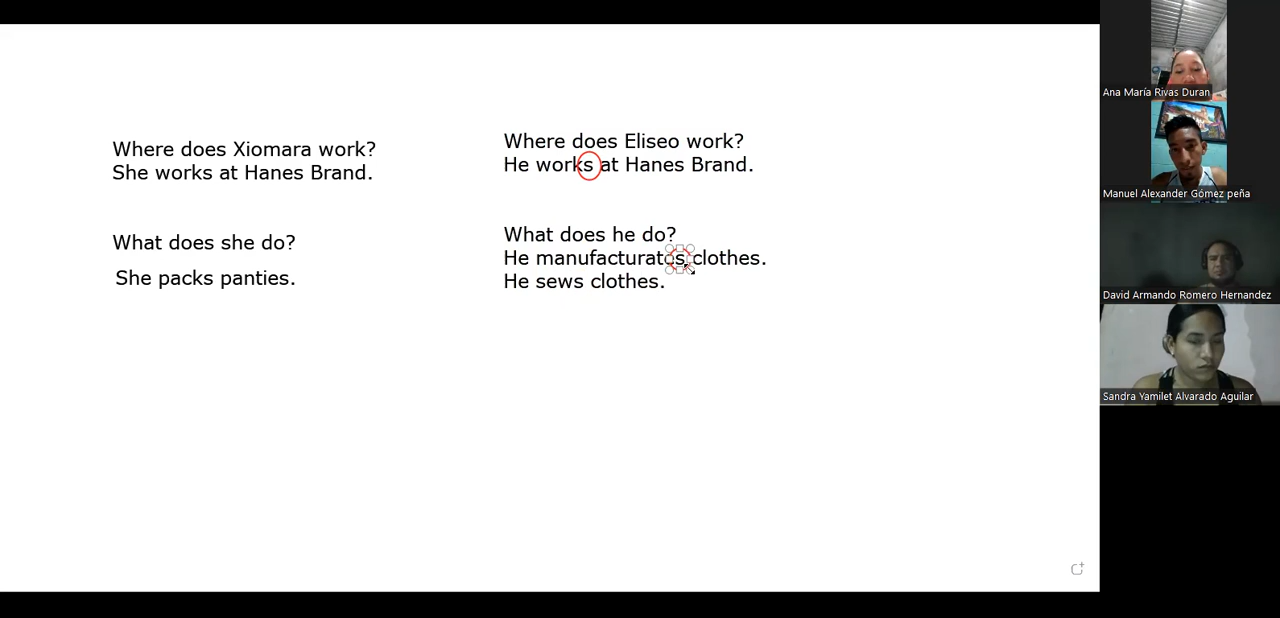 Where does Xiomara work?
She works at Hanes Brand.
What does she do?
She packs panties.
Where does Eliseo work?
He works at Hanes Brand.
What does he do?
He manufacturates clothes.
He sews clothes.
Ana María Rivas Duran
Manuel Alexander Gómez peña
David Armando Romero Hernandez
Sandra Yamilet Alvarado Aguilar